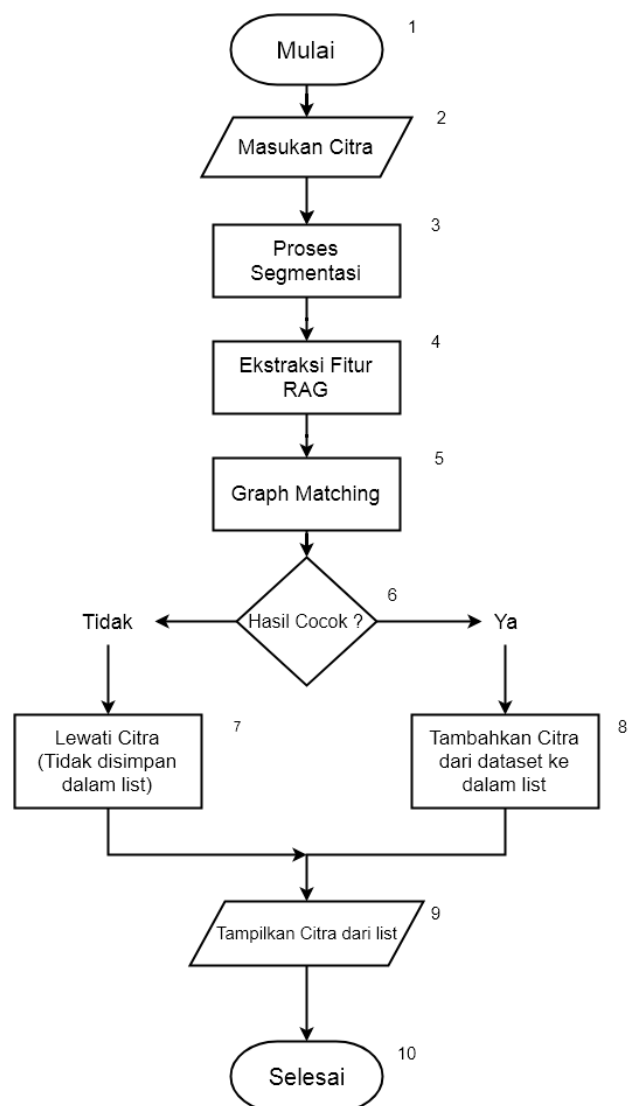 1
Mulai
2
Masukan Citra
3
Proses
Segmentasi
4
Ekstraksi Fitur
RAG
5
Graph Matching
6
Hasil Cocok ?
Tidak
Ya
7
Lewati Citra
(Tidak disimpan
dalam list)
8
Tambahkan Citra
dari dataset ke
dalam list
9
Tampilkan Citra dari list
10
Selesai